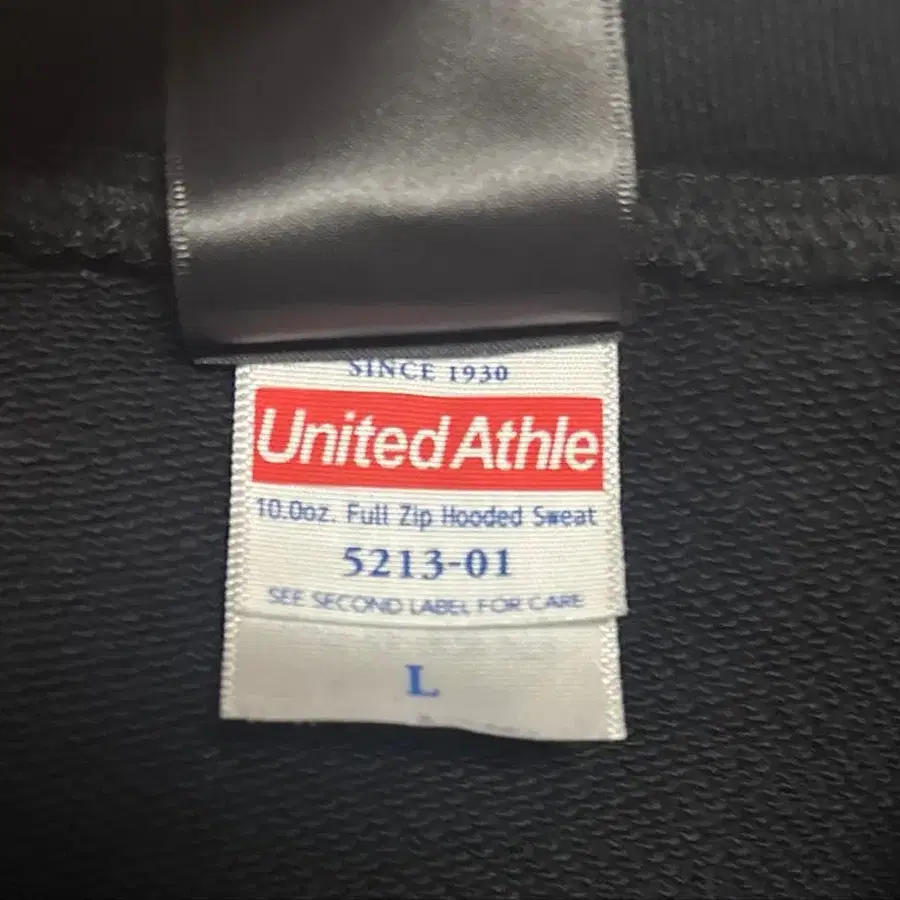 SINCE 1930
United Athle
10.0oz. Full Zip Hooded Sweat
5213-01
SEE SECOND LABEL FOR CARE
L